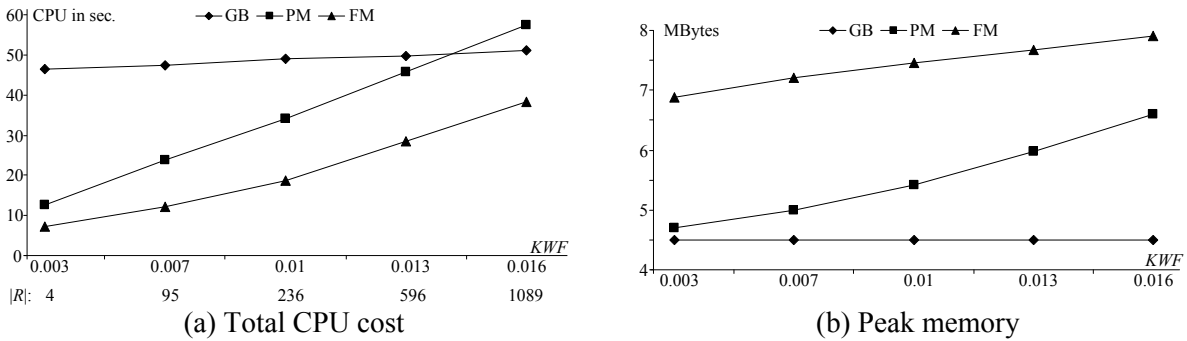 CPU in sec.
GB PM FM
60
50
40
30
20
10
0
KWF
0.003 0.007 0.01 0.013 0.016
|R|: 4 95 236 596 1089
(a) Total CPU cost
MBytes
GB PM FM
8
7
6
5
4
KWF
0.003 0.007 0.01 0.013 0.016
(b) Peak memory